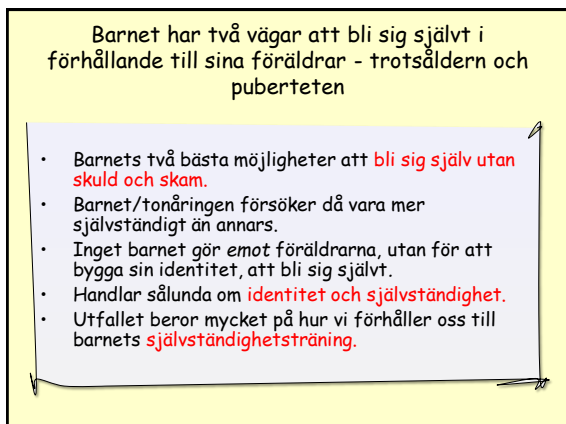 Barnet har två vägar att bli sig självt i
förhållande till sina föräldrar - trotsåldern och
puberteten
• Barnets två bästa möjligheter att bli sig själv utan
skuld och skam.
• Barnet/tonåringen försöker då vara mer
självständigt än annars.
• Inget barnet gör emot föräldrarna, utan för att
bygga sin identitet, att bli sig självt.
• Handlar sålunda om identitet och självständighet.
• Utfallet beror mycket på hur vi förhåller oss till
barnets självständighetsträning.